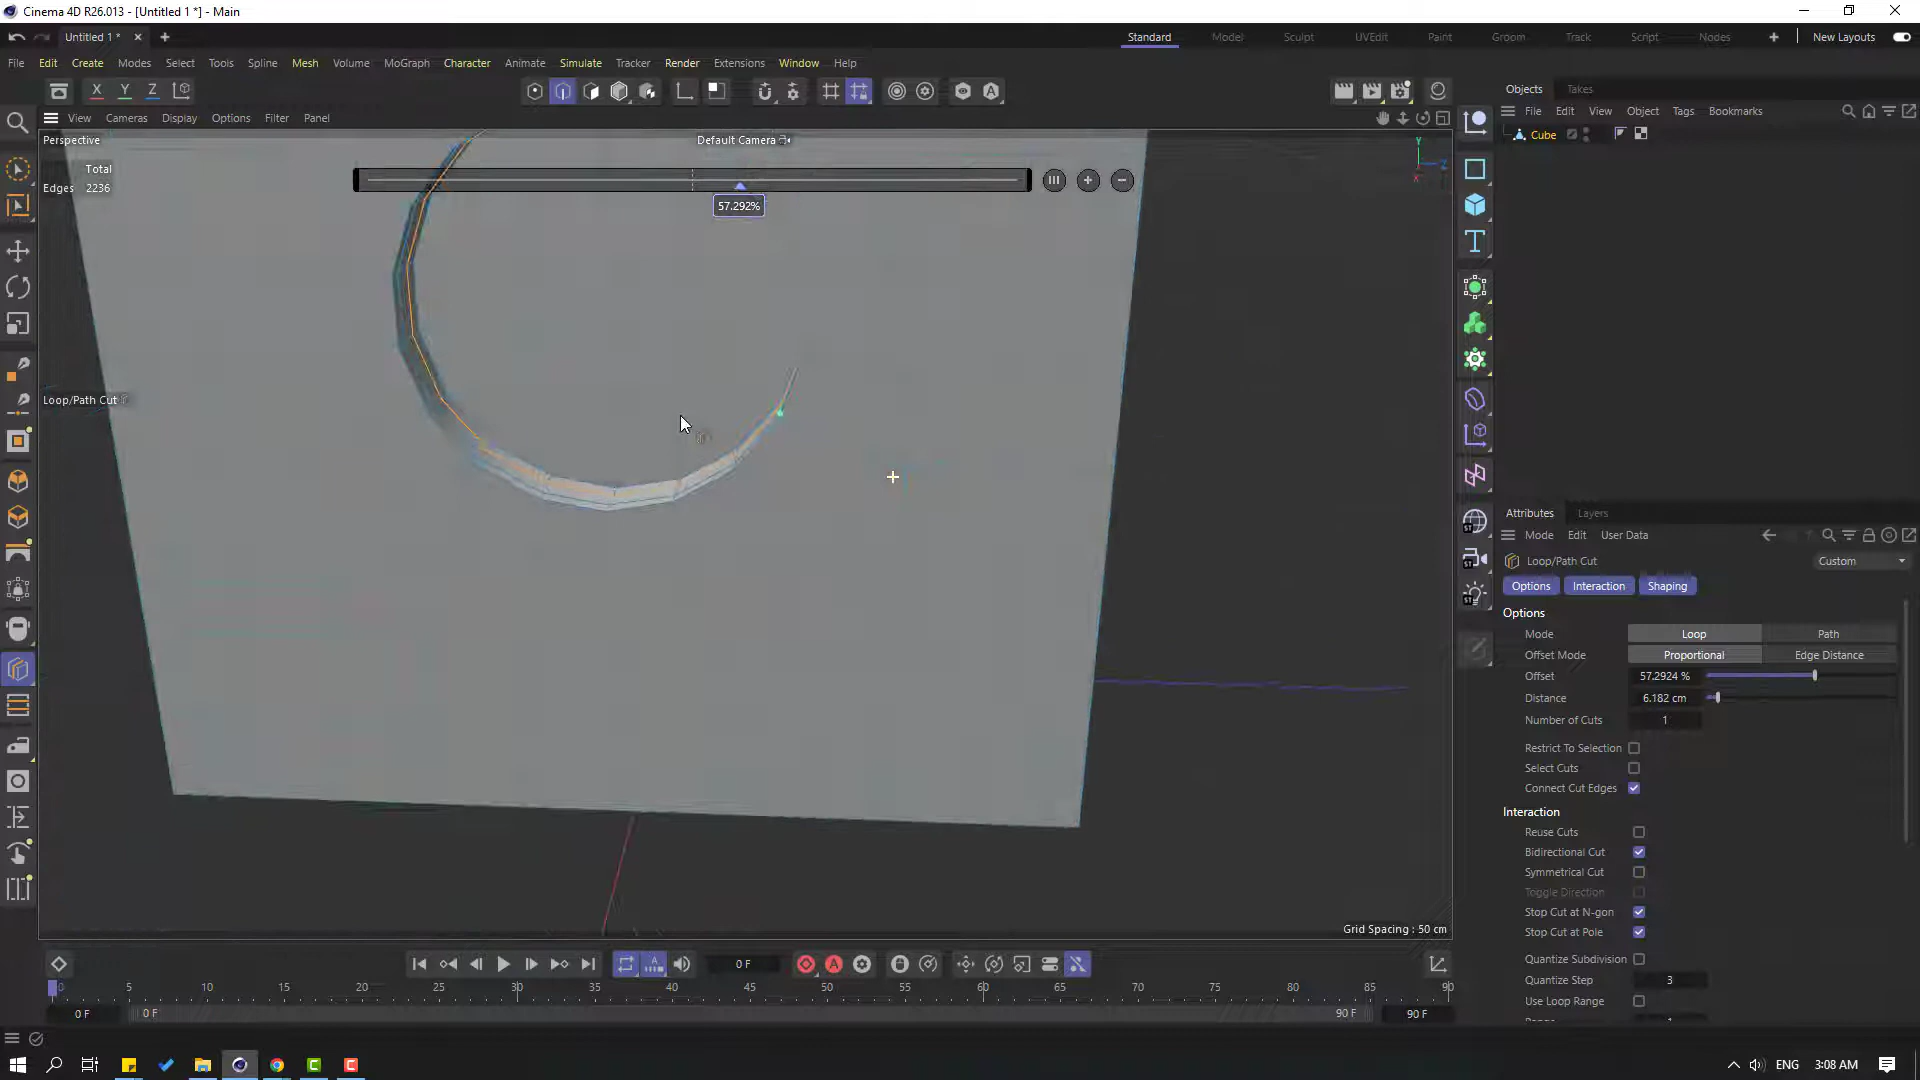 Cinema 4D R26.013 - [Untitled 1 *] - Main
Untitled 1 *
Standard Model Sculpt UVEdit Paint Groom Track Script Nodes New Layouts
File Edit Create Modes Select Tools Spline Mesh Volume MoGraph Character Animate Simulate Tracker Render Extensions Window Help
X Y Z
Objects Takes
View Cameras Display Options Filter Panel
File Edit View Object Tags Bookmarks
Cube
Perspective
Default Camera
Total
Edges 2236
57.292%
Y
Z
X
Loop/Path Cut
Grid Spacing : 50 cm
Attributes Layers
Mode Edit User Data
Loop/Path Cut
Custom
Options Interaction Shaping
Options
Mode Loop Path
Offset Mode Proportional Edge Distance
Offset 57.2924 %
Distance 6.182 cm
Number of Cuts 1
Restrict To Selection
Select Cuts
Connect Cut Edges
Interaction
Reuse Cuts
Bidirectional Cut
Symmetrical Cut
Toggle Direction
Stop Cut at N-gon
Stop Cut at Pole
Quantize Subdivision
Quantize Step 3
Use Loop Range
0 F
0 5 10 15 20 25 30 35 40 45 50 55 60 65 70 75 80 85 90
0 F 0 F 90 F 90 F
ENG 3:08 AM